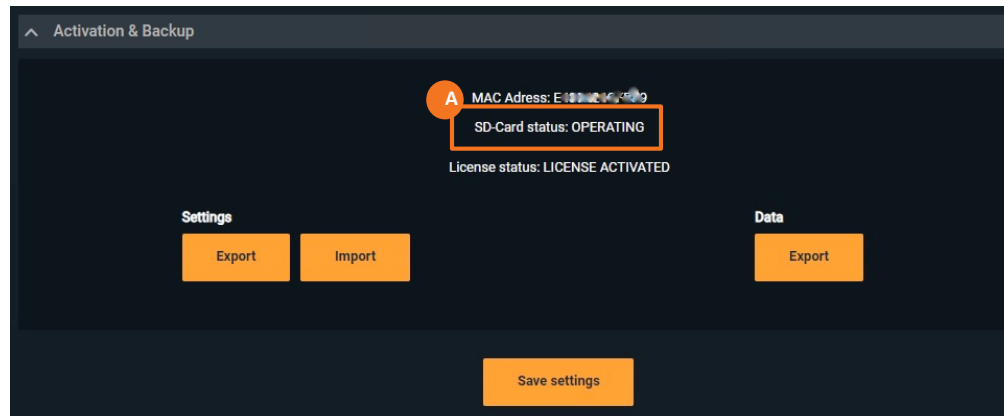 Activation & Backup
A
MAC Adress:
SD-Card status: OPERATING
License status: LICENSE ACTIVATED
Settings
Data
Export
Import
Export
Save settings